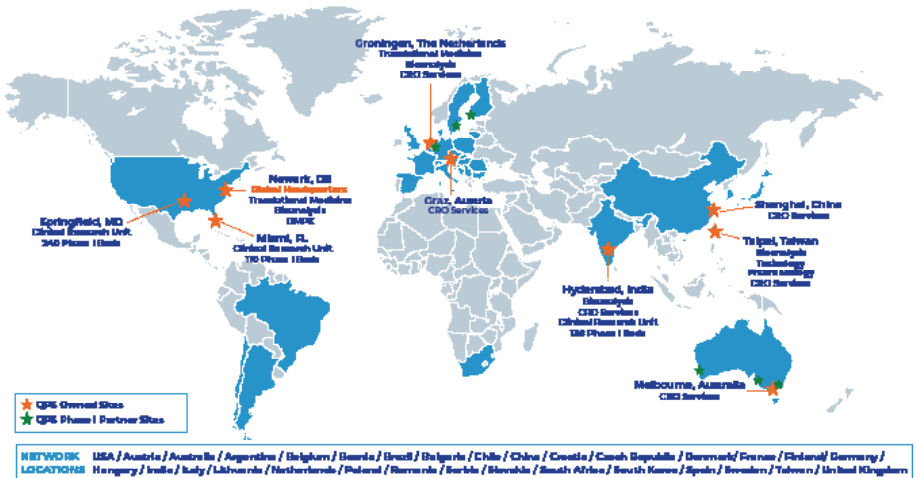 Groningen, The Netherlands
Translational Medicine
Bioanalysis
CRO Services
Newark, DE
Global Headquarters
Translational Medicine
Bioanalysis
DMPK
Springfield, MO
Clinical Research Unit
240 Phase I Beds
Miami, FL
Clinical Research Unit
Phase I Beds
Graz, Austria
CRO Services
Shanghai, China
CRO Services
Taipei, Taiwan
Bioanalysis
Toxicology
Pharmacology
CRO Services
Hyderabad, India
Bioanalysis
CRO Services
Clinical Research Unit
Phase I Beds
Melbourne, Australia
CRO Services
QPS Owned Sites
QPS Phase I Partner Sites
NETWORK USA / Austria / Australia / Argentina / Belgium / Bosnia / Brazil / Bulgaria / Chile / China / Croatia / Czech Republic / Denmark/ France / Finland/ Germany /
LOCATIONS Hungary / India / Italy / Lithuania / Netherlands / Poland / Romania / Serbia / Slovakia / South Africa / South Korea / Spain / Sweden / Taiwan / United Kingdom